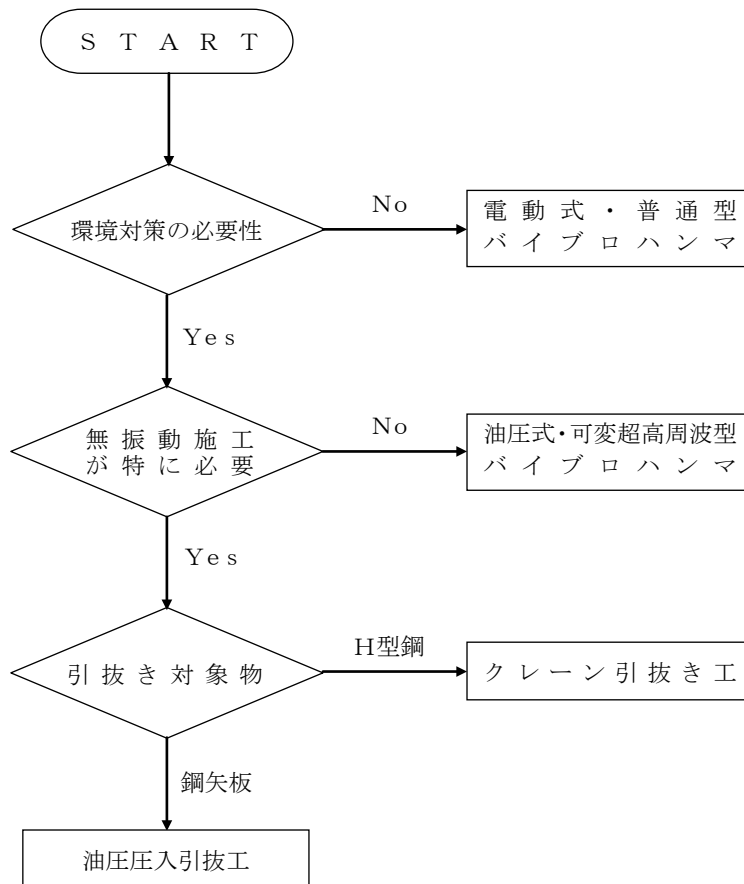 START
環境対策の必要性
No
電動式・普通型
バイブロハンマ
Yes
無振動施工
が特に必要
No
油圧式・可変超高周波型
バイブロハンマ
Yes
引抜き対象物
H型鋼
クレーン引抜き工
鋼矢板
油圧圧入引抜工